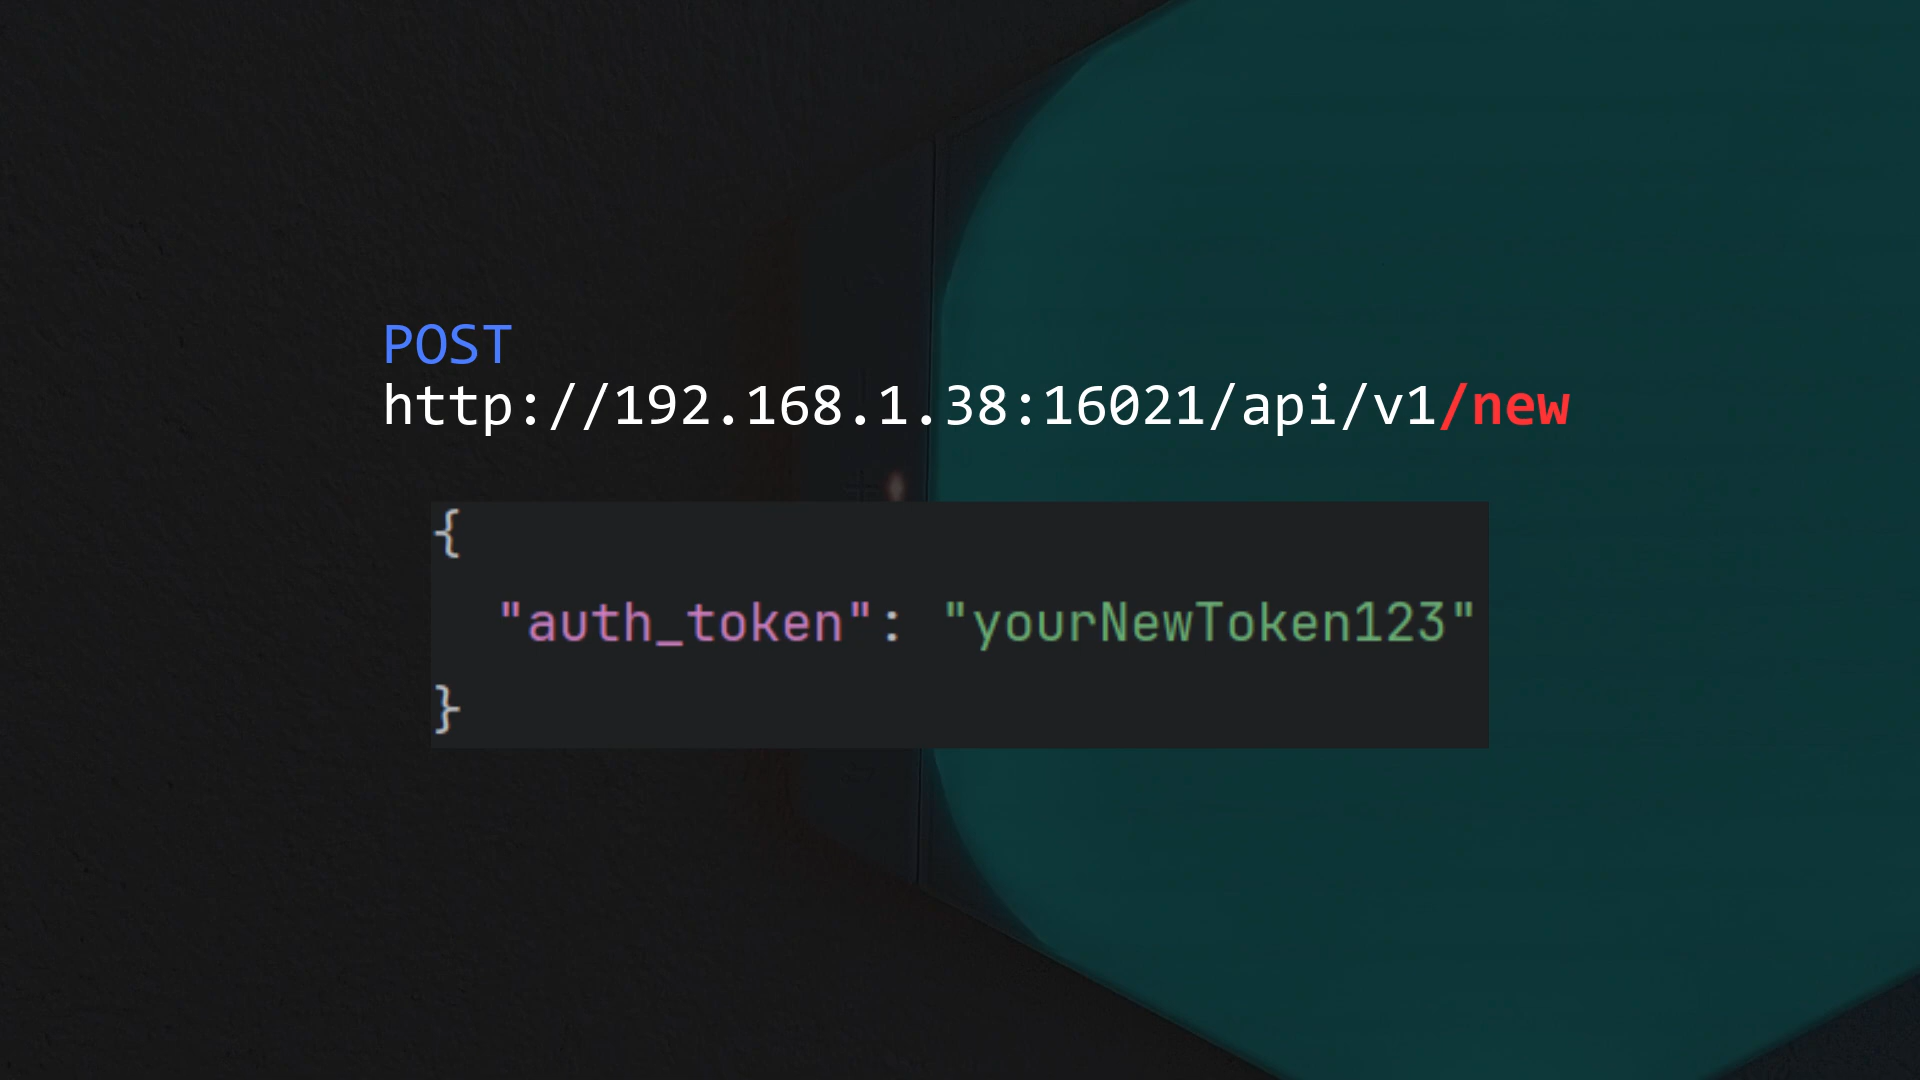 POST
http://192.168.1.38:16021/api/v1/new
{
"auth_token": "yourNewToken123"
}